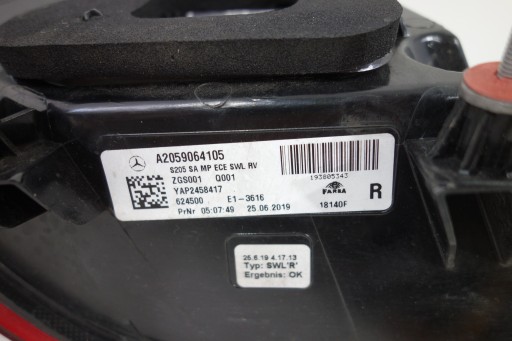 A2059064105
S205 SA MP ECE SWL RV
ZGS001 Q001
YAP2458417
624500 E1-3616
PrNr 05:07:49 25.06.2019
193805343
FARBA
18140F
R
25.6.19 4.17.13
Typ: SWL'R'
Ergebnis: OK